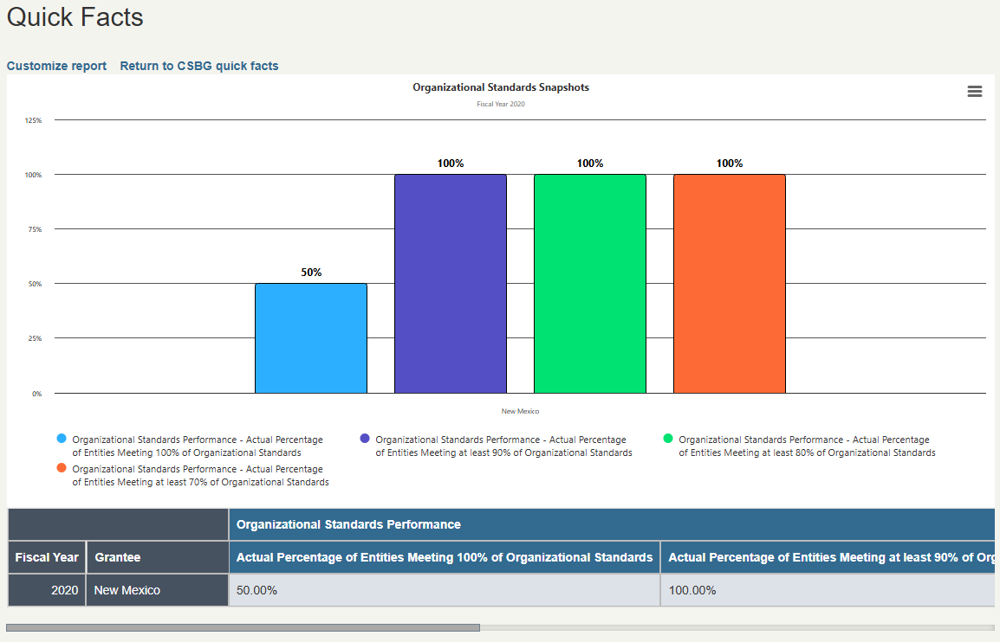 Quick Facts
Customize report Return to CSBG quick facts
Organizational Standards Snapshots
Fiscal Year 2020
125%
100%
75%
50%
25%
0%
50%
100%
100%
100%
New Mexico
Organizational Standards Performance - Actual Percentage
of Entities Meeting 100% of Organizational Standards
Organizational Standards Performance - Actual Percentage
of Entities Meeting at least 90% of Organizational Standards
Organizational Standards Performance - Actual Percentage
of Entities Meeting at least 80% of Organizational Standards
Organizational Standards Performance - Actual Percentage
of Entities Meeting at least 70% of Organizational Standards
Organizational Standards Performance
Fiscal Year Grantee Actual Percentage of Entities Meeting 100% of Organizational Standards Actual Percentage of Entities Meeting at least 90% of Org
2020 New Mexico 50.00% 100.00%